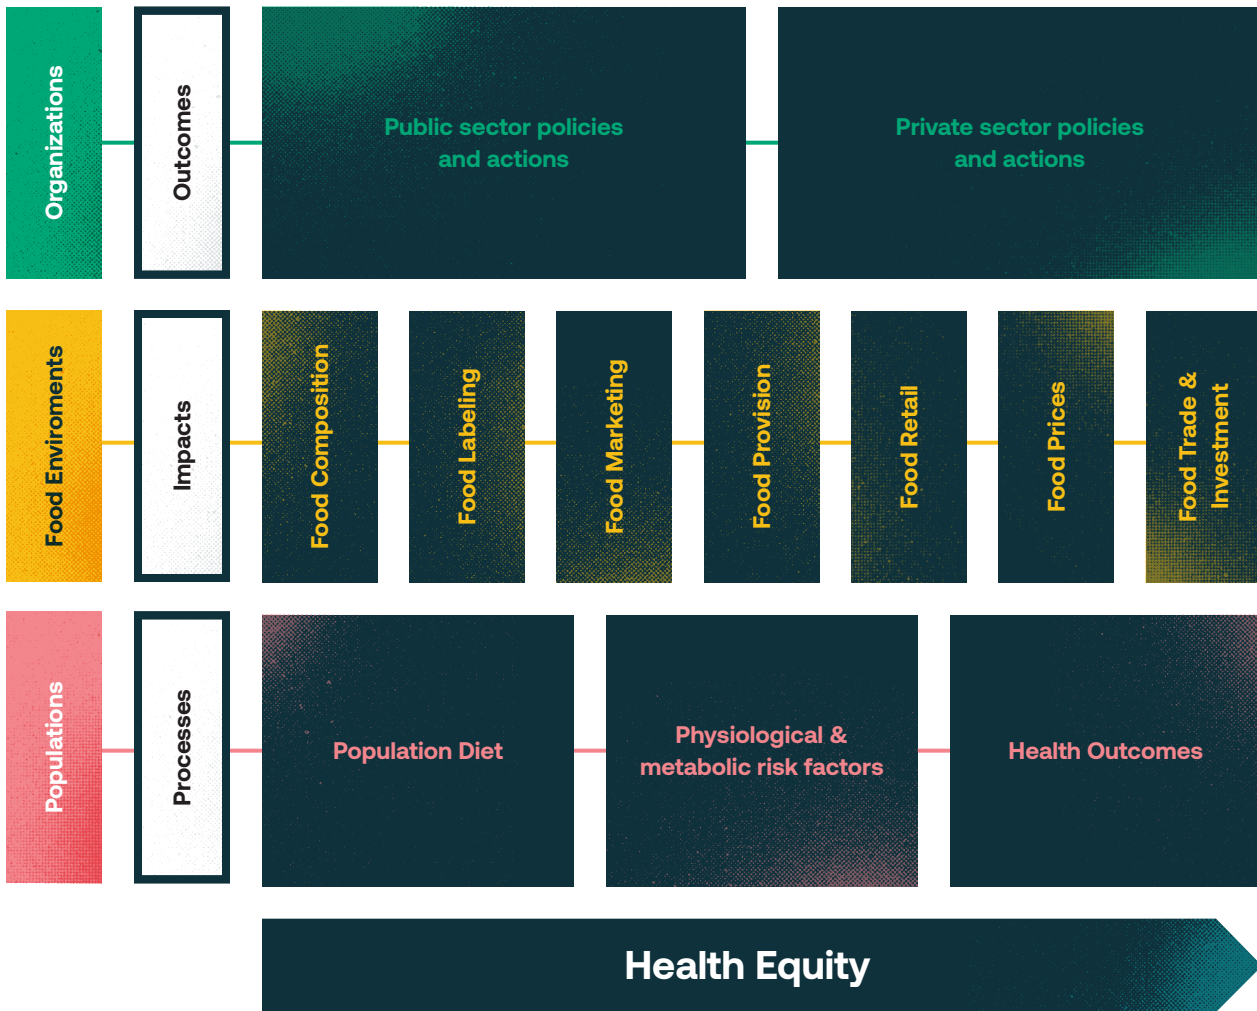 Organizations
Outcomes
Public sector policies
and actions
Private sector policies
and actions
Food Enviroments
Impacts
Food Composition
Food Labeling
Food Marketing
Food Provision
Food Retail
Food Prices
Food Trade &
Investment
Populations
Processes
Population Diet
Physiological &
metabolic risk factors
Health Outcomes
Health Equity